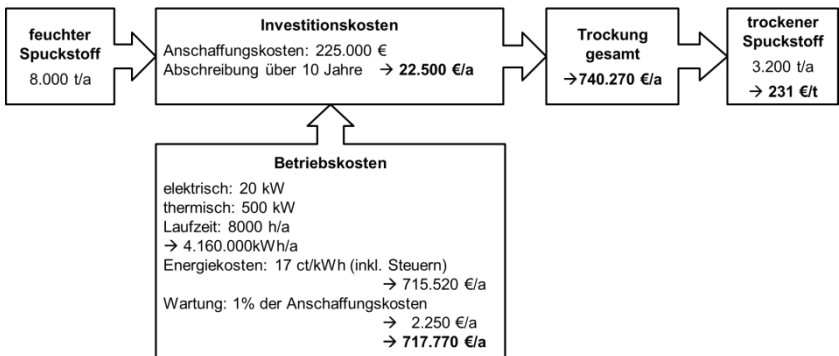 feuchter
Spuckstoff
8.000 t/a
Investitionskosten
Anschaffungskosten: 225.000 €
Abschreibung über 10 Jahre → 22.500 €/a
Trockung
gesamt
→740.270 €/a
trockener
Spuckstoff
3.200 t/a
→ 231 €/t
Betriebskosten
elektrisch: 20 kW
thermisch: 500 kW
Laufzeit: 8000 h/a
→ 4.160.000kWh/a
Energiekosten: 17 ct/kWh (inkl. Steuern)
→ 715.520 €/a
Wartung: 1% der Anschaffungskosten
→ 2.250 €/a
→ 717.770 €/a